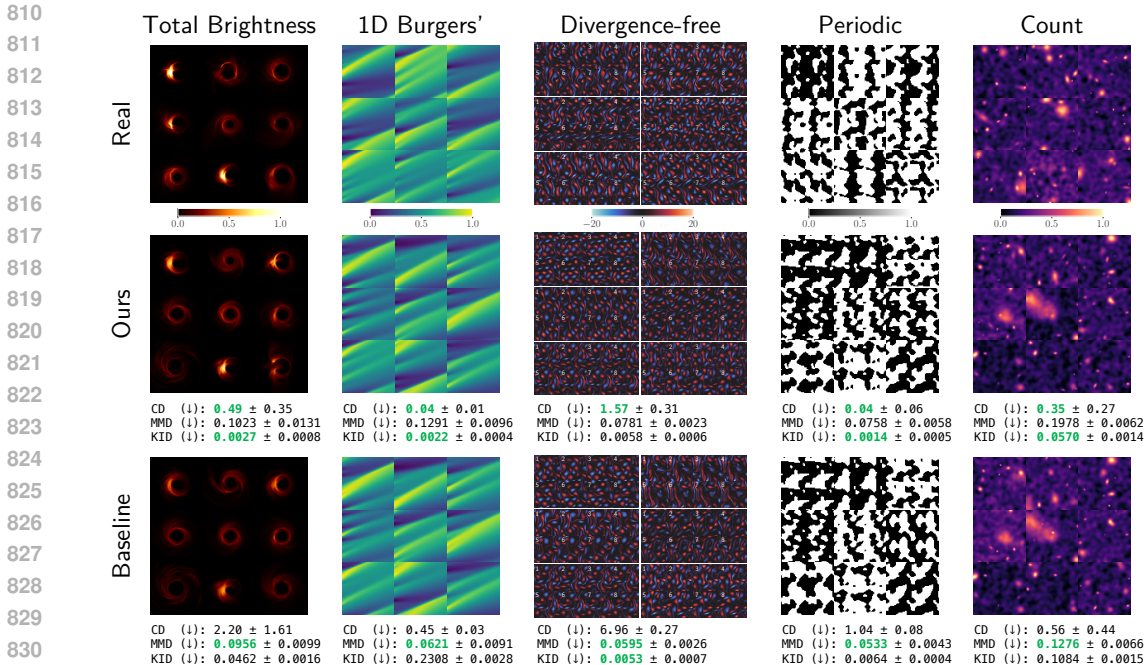 810
Total Brightness 1D Burgers' Divergence-free Periodic Count
811
812
813
Real
814
815
816
0.0 0.5 1.0 0.0 0.5 1.0 −20 0 20 0.0 0.5 1.0 0.0 0.5 1.0
817
818
819
Ours
820
821
822
CD (↓): 0.49 ± 0.35 CD (↓): 0.04 ± 0.01 CD (↓): 1.57 ± 0.31 CD (↓): 0.04 ± 0.06 CD (↓): 0.35 ± 0.27
823
MMD (↓): 0.1023 ± 0.0131 MMD (↓): 0.1291 ± 0.0096 MMD (↓): 0.0781 ± 0.0023 MMD (↓): 0.0758 ± 0.0058 MMD (↓): 0.1978 ± 0.0062
KID (↓): 0.0027 ± 0.0008 KID (↓): 0.0022 ± 0.0004 KID (↓): 0.0058 ± 0.0006 KID (↓): 0.0014 ± 0.0005 KID (↓): 0.0570 ± 0.0014
824
825
826
Baseline
827
828
829
CD (↓): 2.20 ± 1.61 CD (↓): 0.45 ± 0.03 CD (↓): 6.96 ± 0.27 CD (↓): 1.04 ± 0.08 CD (↓): 0.56 ± 0.44
830
MMD (↓): 0.0956 ± 0.0099 MMD (↓): 0.0621 ± 0.0091 MMD (↓): 0.0595 ± 0.0026 MMD (↓): 0.0533 ± 0.0043 MMD (↓): 0.1276 ± 0.0066
KID (↓): 0.0462 ± 0.0016 KID (↓): 0.2308 ± 0.0028 KID (↓): 0.0053 ± 0.0007 KID (↓): 0.0064 ± 0.0004 KID (↓): 0.1084 ± 0.0015